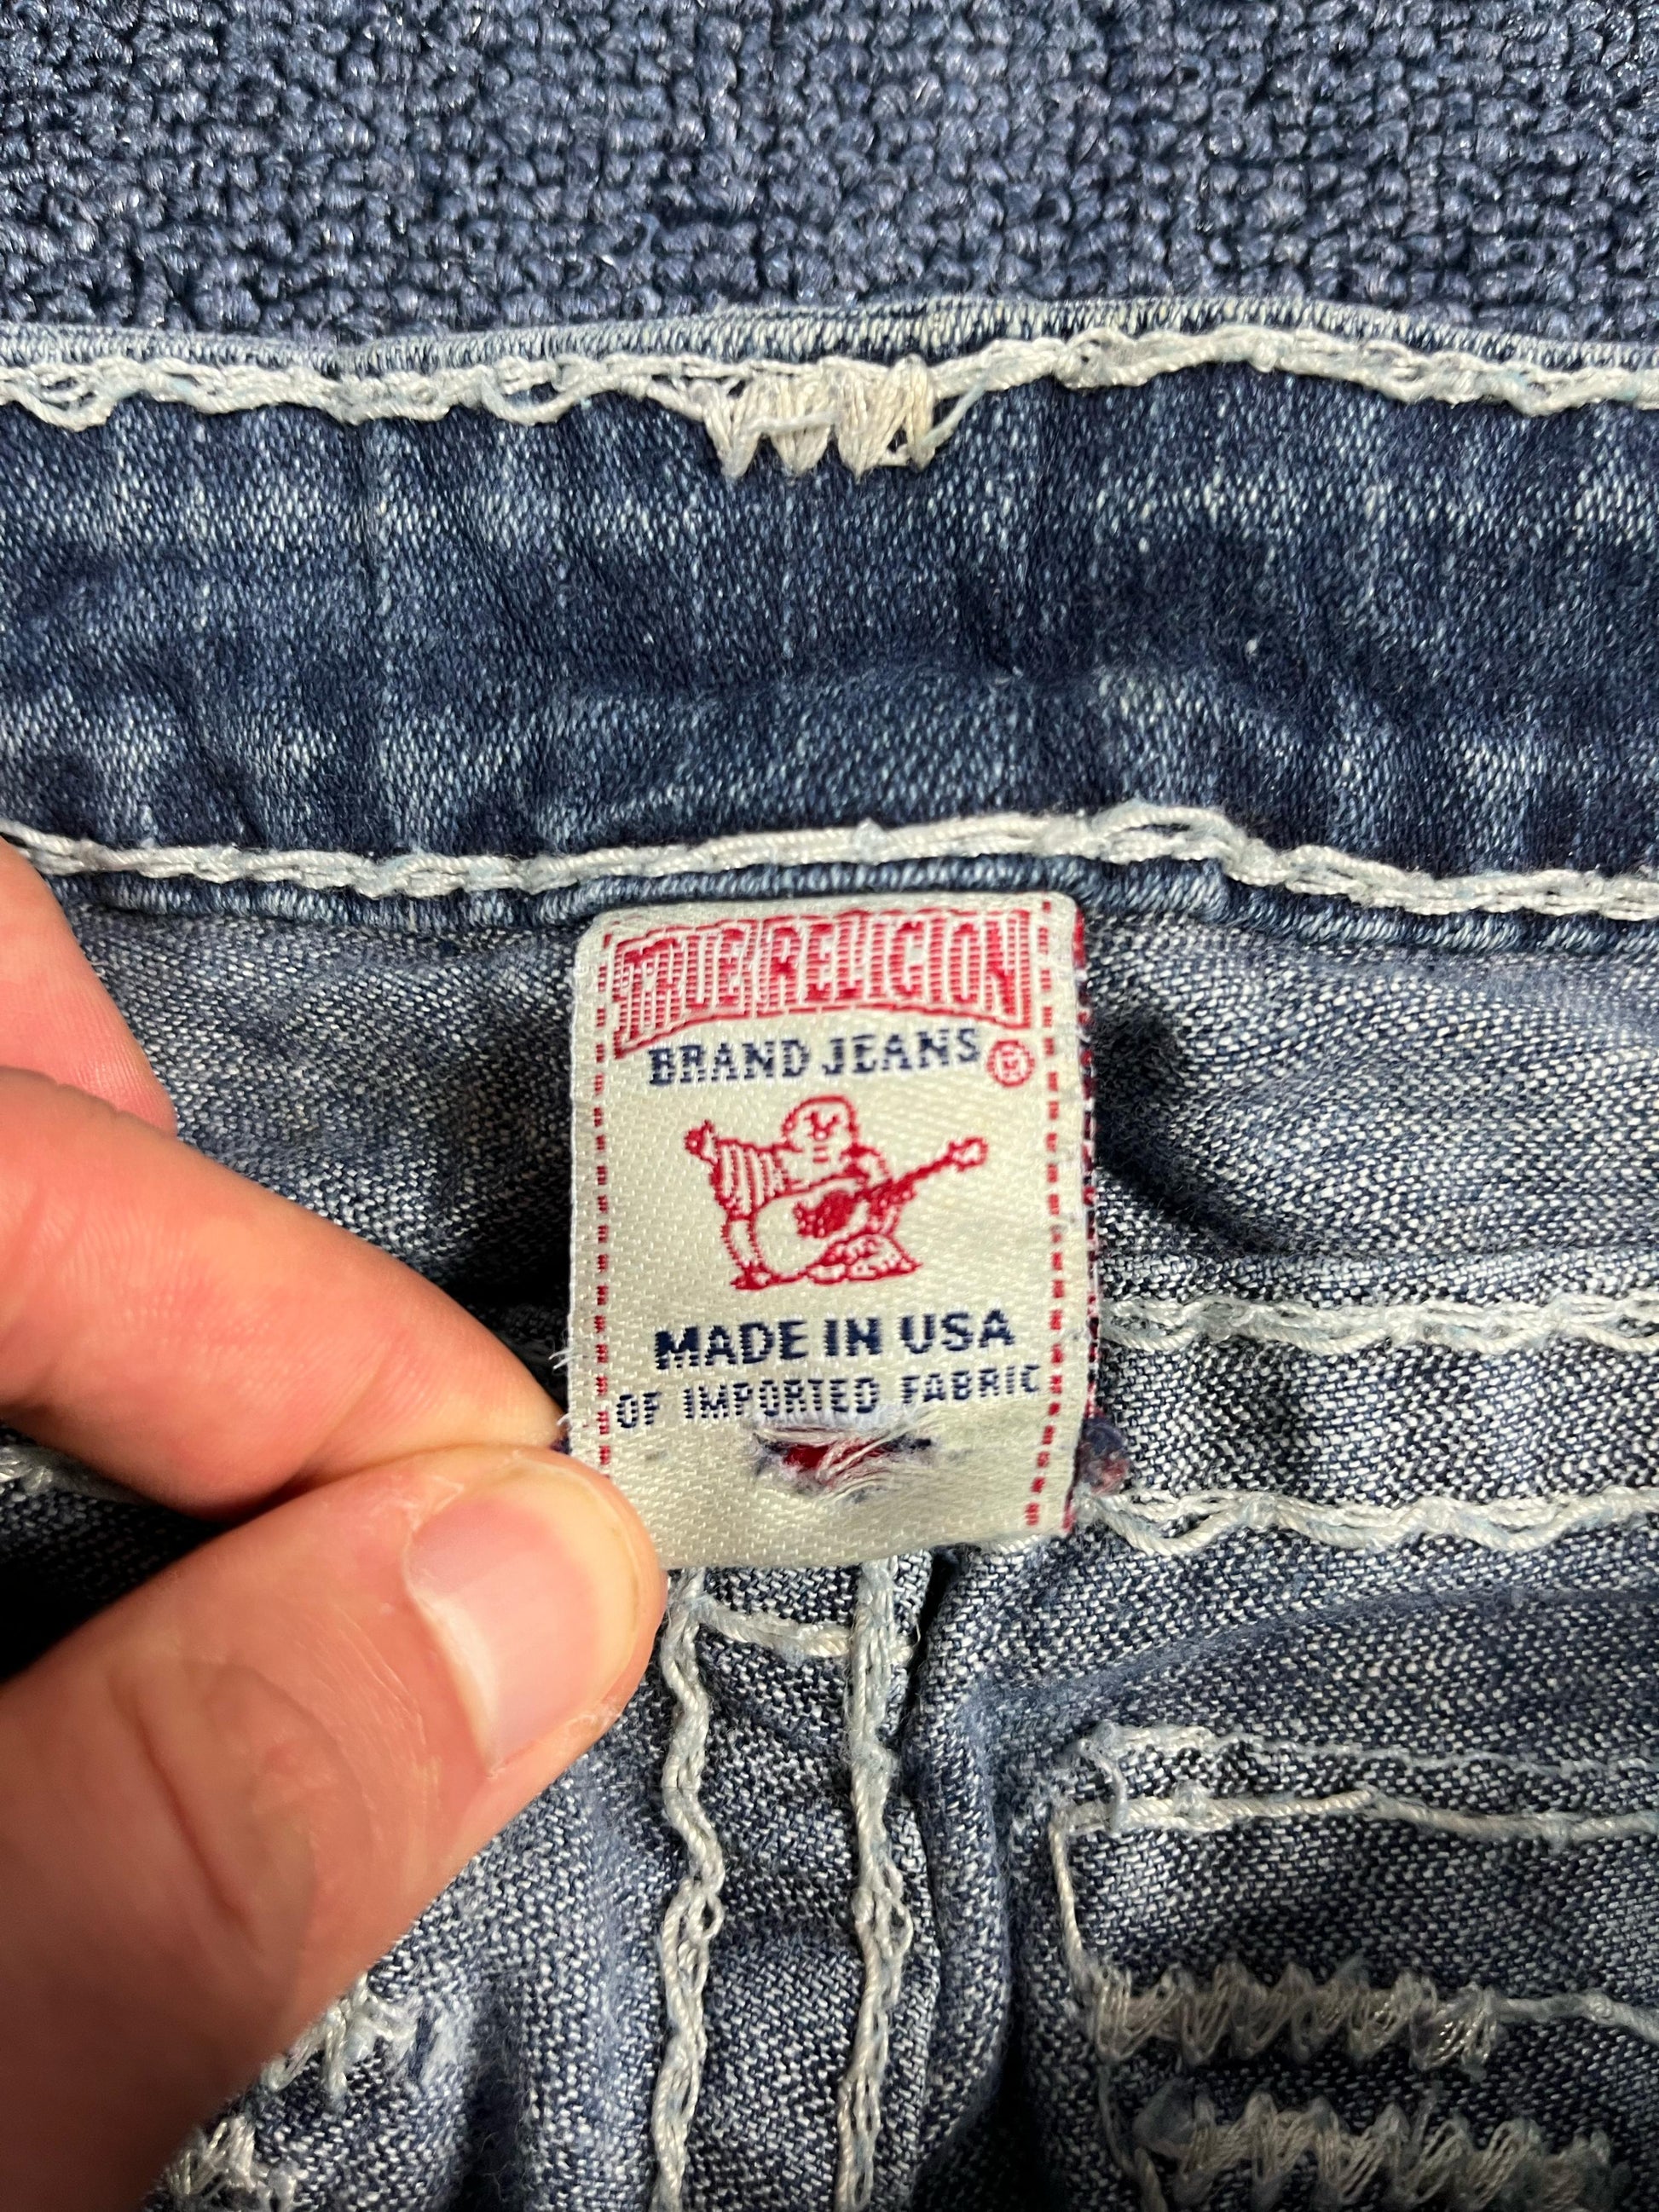 TRUE RELIGION
BRAND JEANS ®
MADE IN USA
OF IMPORTED FABRIC